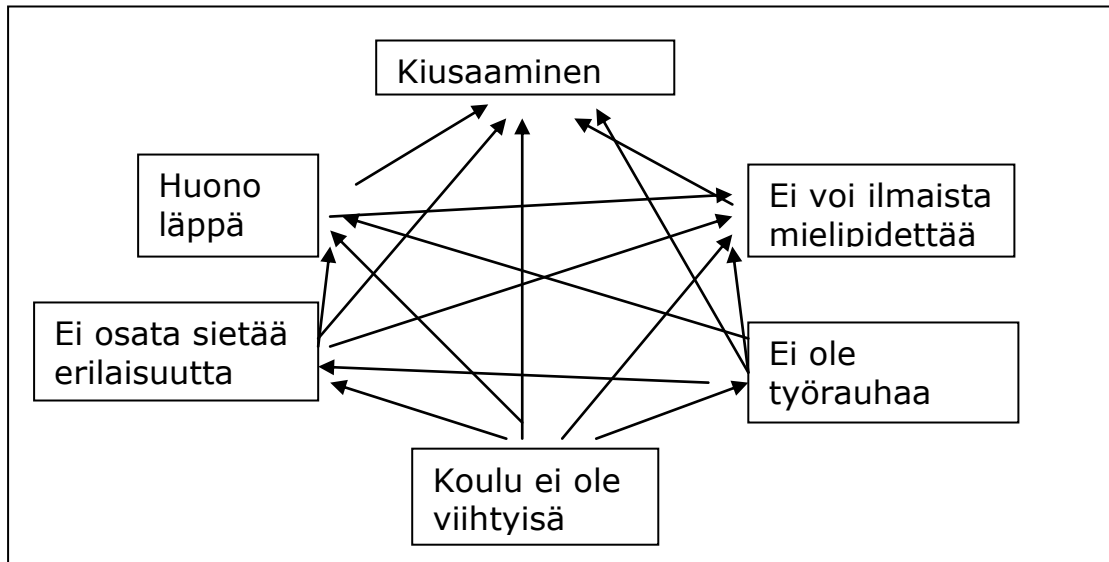 Kiusaaminen
Huono
läppä
Ei voi ilmaista
mielipidettää
Ei osata sietää
erilaisuutta
Ei ole
työrauhaa
Koulu ei ole
viihtyisä